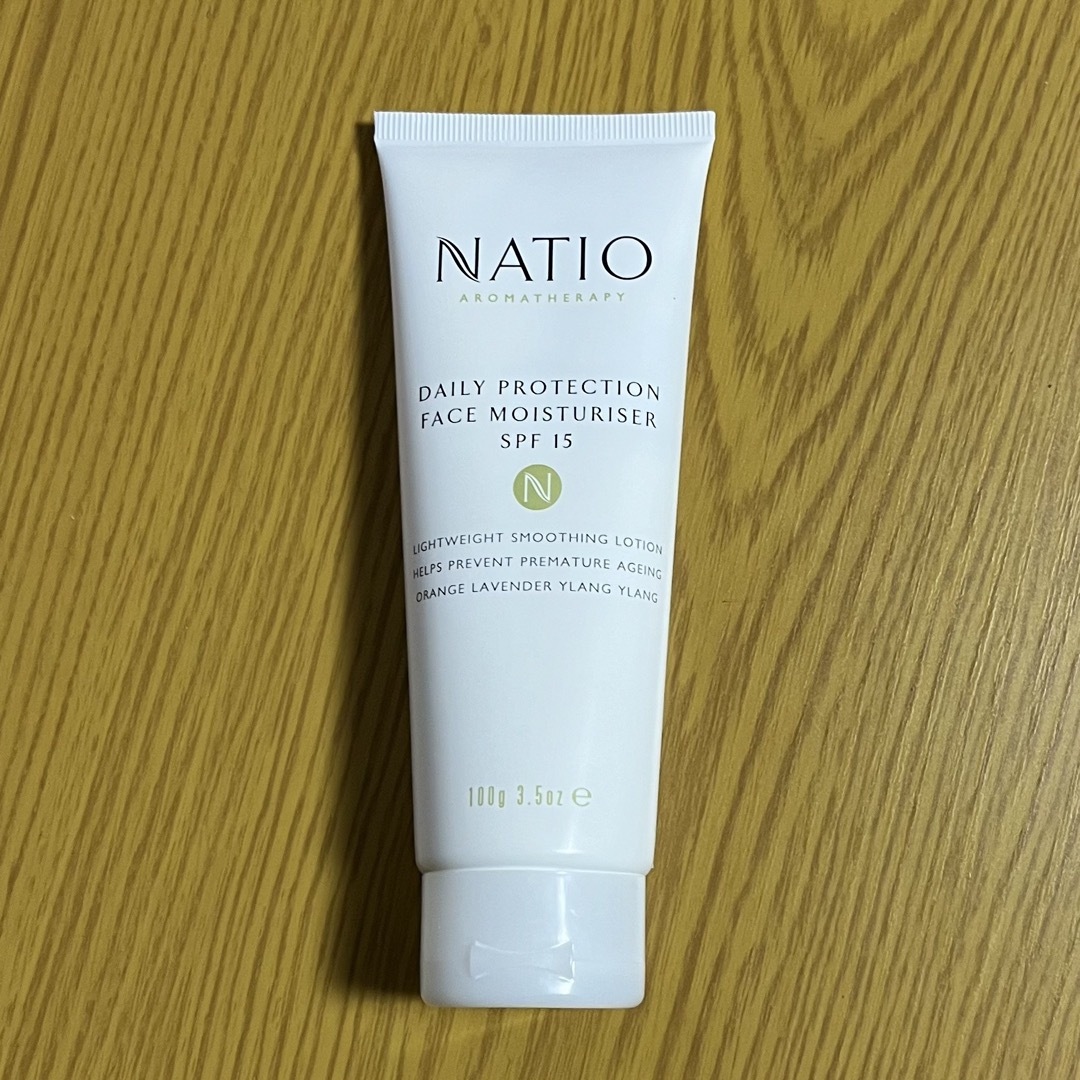 NATIO
AROMATHERAPY
DAILY PROTECTION
FACE MOISTURISER
SPF 15
N
LIGHTWEIGHT SMOOTHING LOTION
HELPS PREVENT PREMATURE AGEING
ORANGE LAVENDER YLANG YLANG
100g 3.5oz ℮